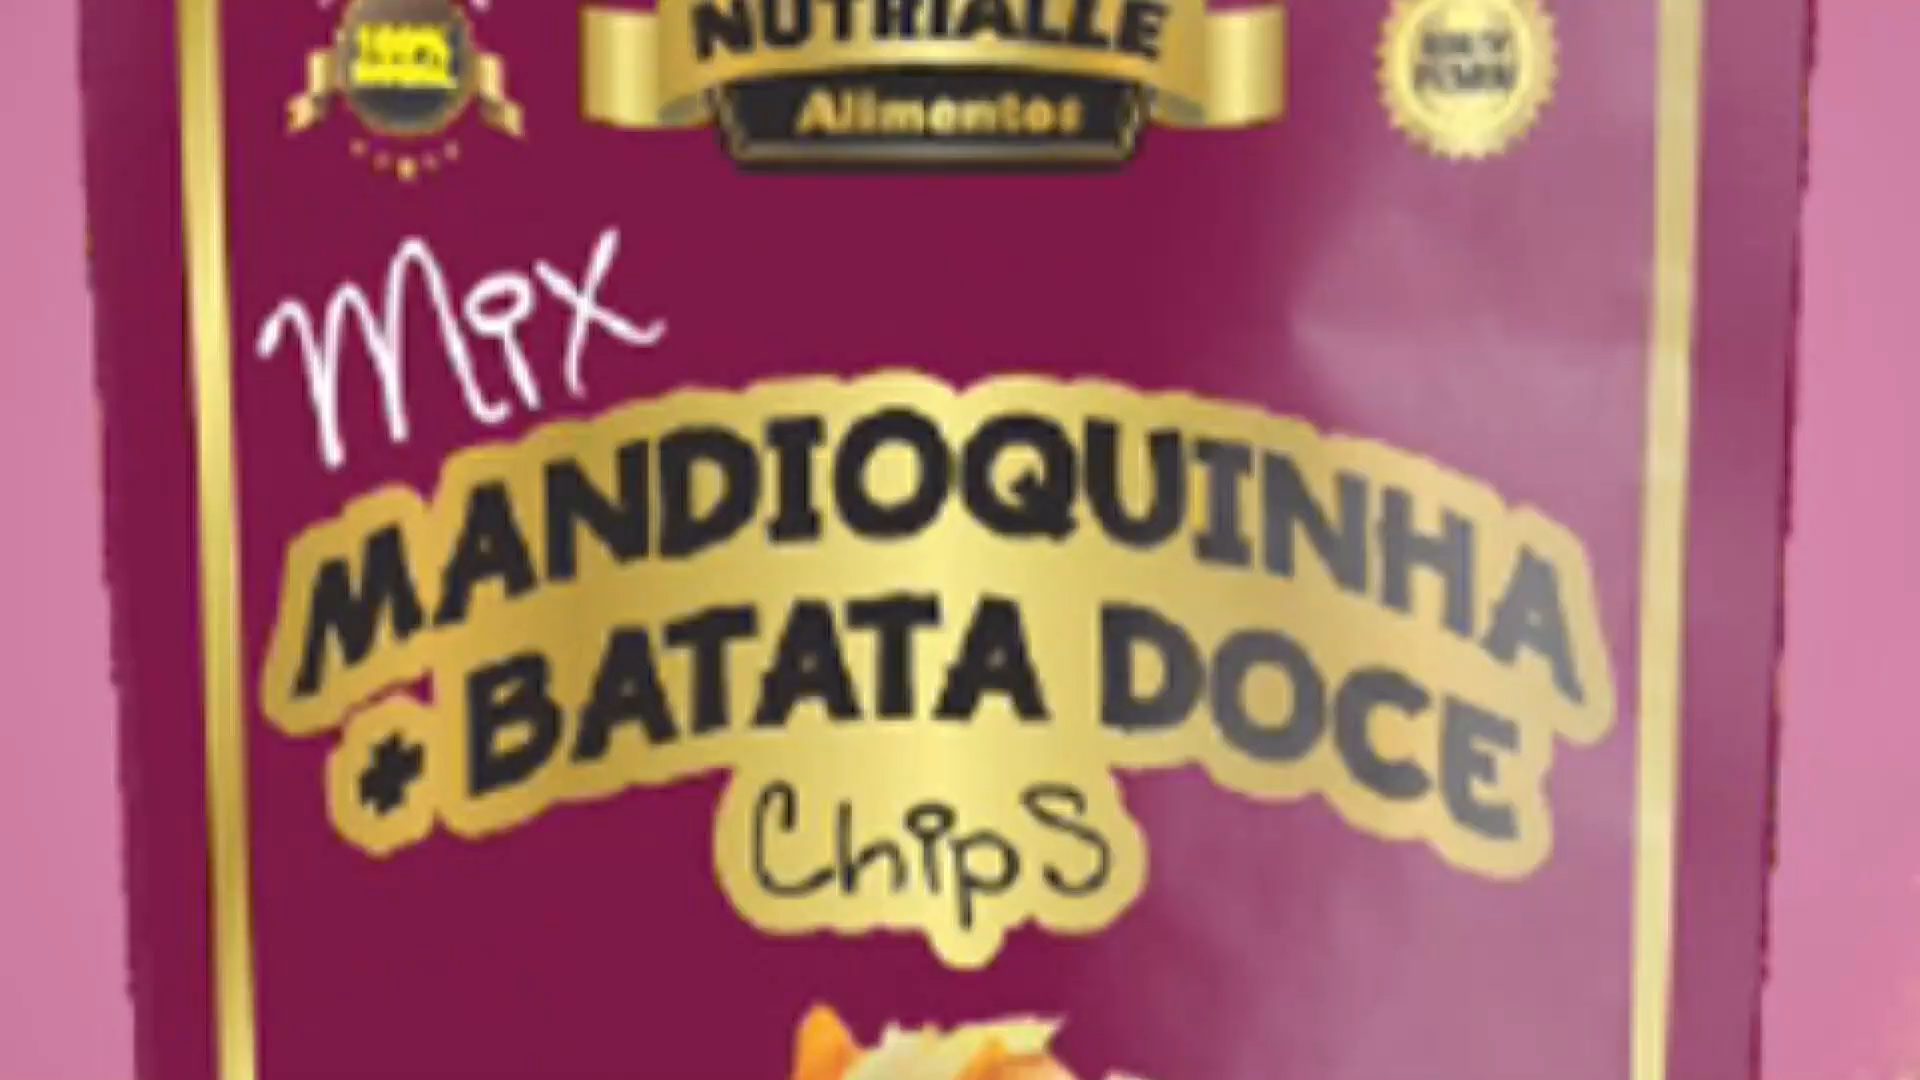 NUTRIALLE
Alimentos
Mix
MANDIOQUINHA
+ BATATA DOCE
Chips